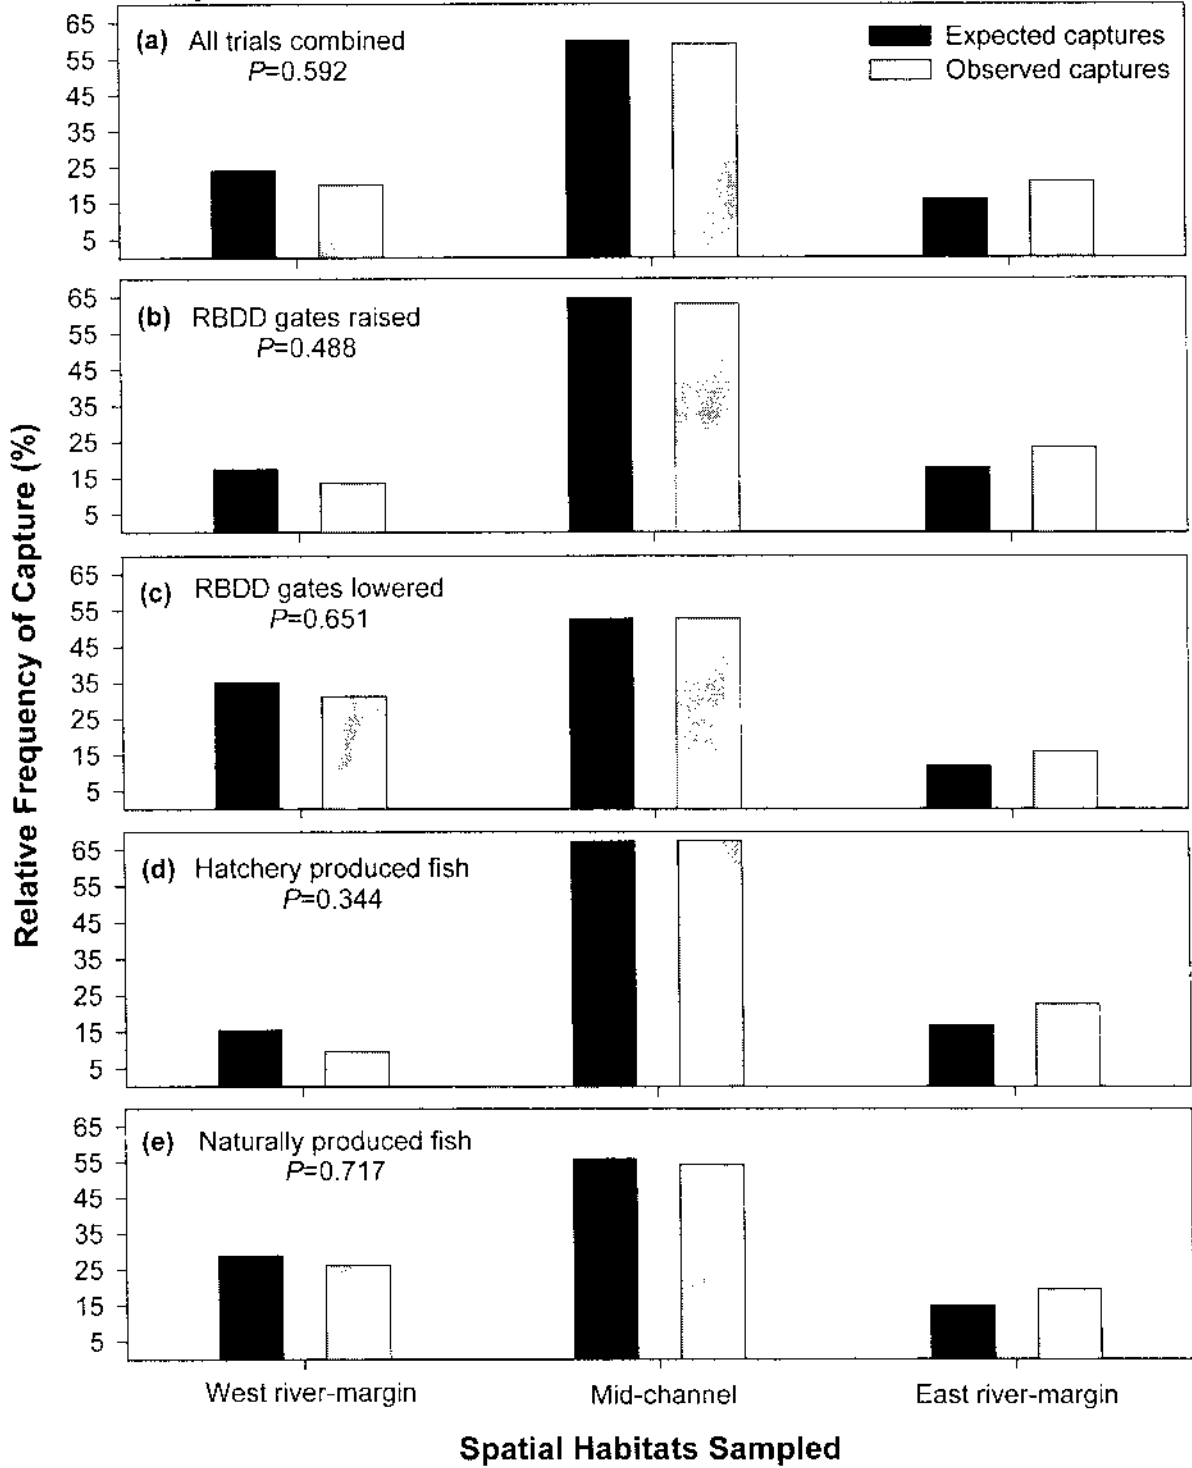 (a) All trials combined
P=0.592
Expected captures
Observed captures
65
55
45
35
25
15
5
(b) RBDD gates raised
P=0.488
65
55
45
35
25
15
5
(c) RBDD gates lowered
P=0.651
65
55
45
35
25
15
5
(d) Hatchery produced fish
P=0.344
65
55
45
35
25
15
5
(e) Naturally produced fish
P=0.717
65
55
45
35
25
15
5
Relative Frequency of Capture (%)
West river-margin Mid-channel East river-margin
Spatial Habitats Sampled